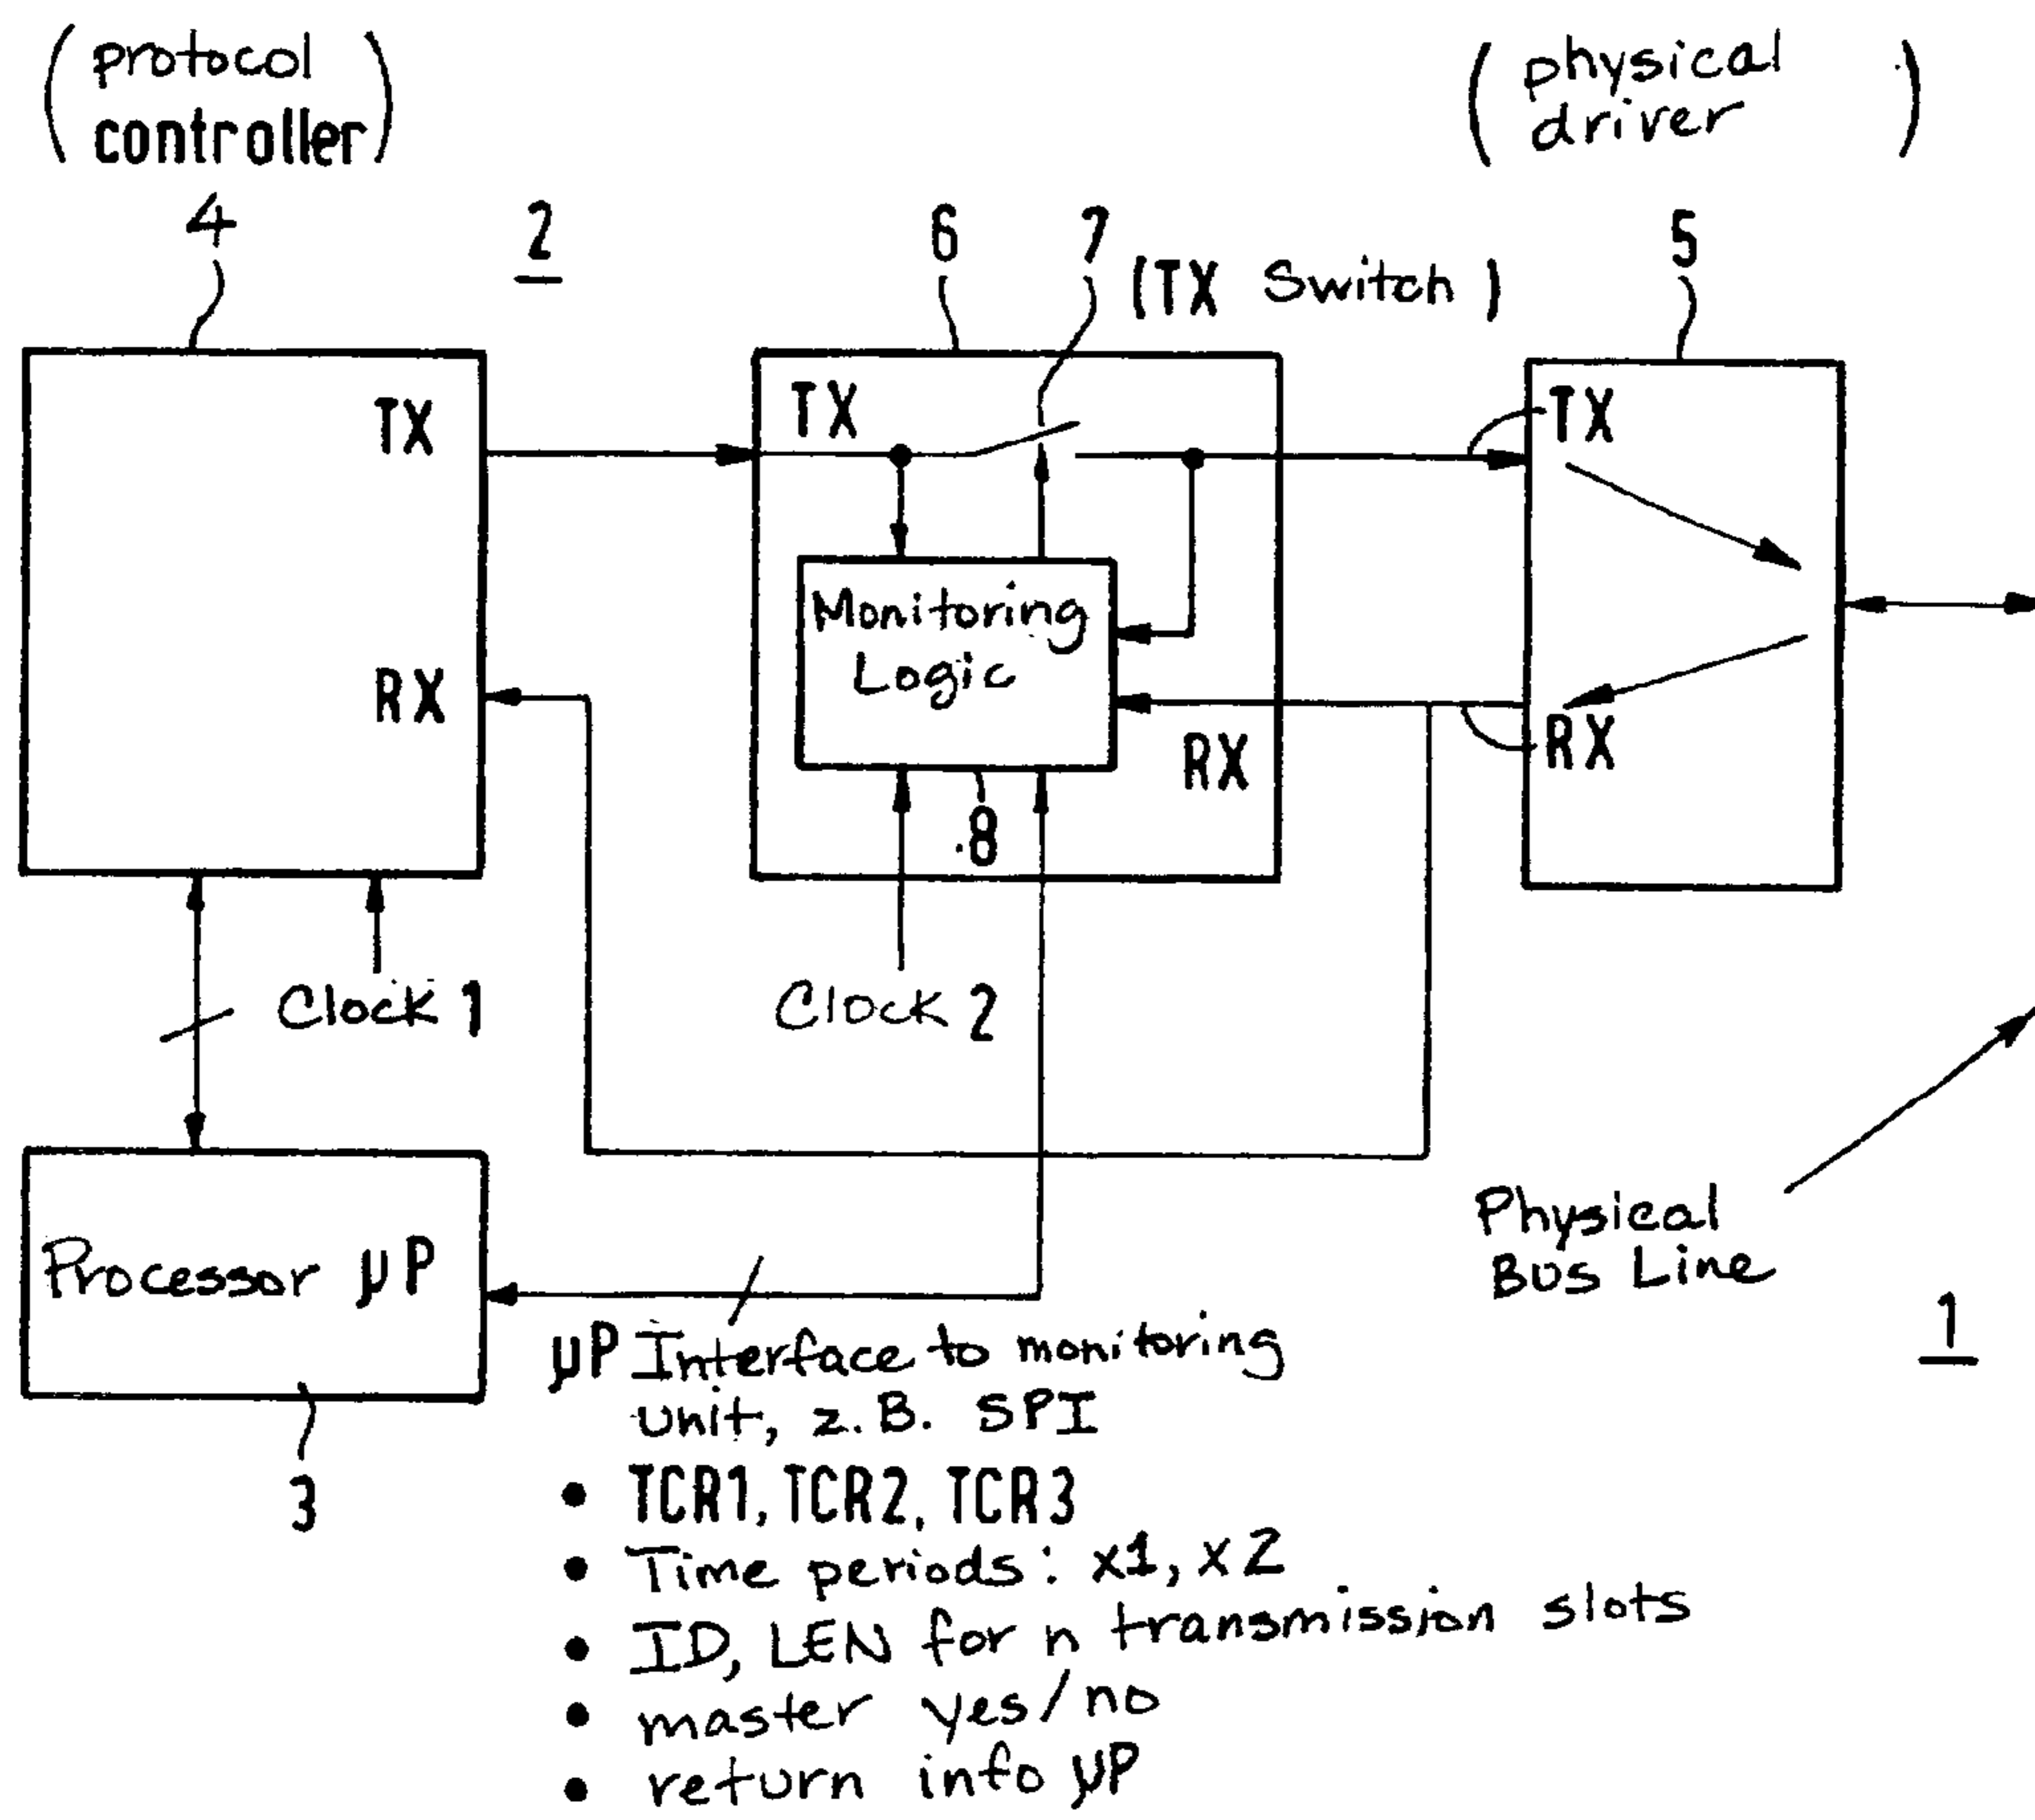 (protocol
controller)
(physical
driver)
4
2
6
7
(TX Switch)
5
TX
TX
TX
Monitoring
Logic
RX
RX
RX
8
Clock 1
Clock 2
Physical
Bus Line
1
Processor µP
3
µP Interface to monitoring
unit, z.B. SPI
• TCR1, TCR2, TCR3
• Time periods: x1, x2
• ID, LEN for n transmission slots
• master yes/no
• return info µP